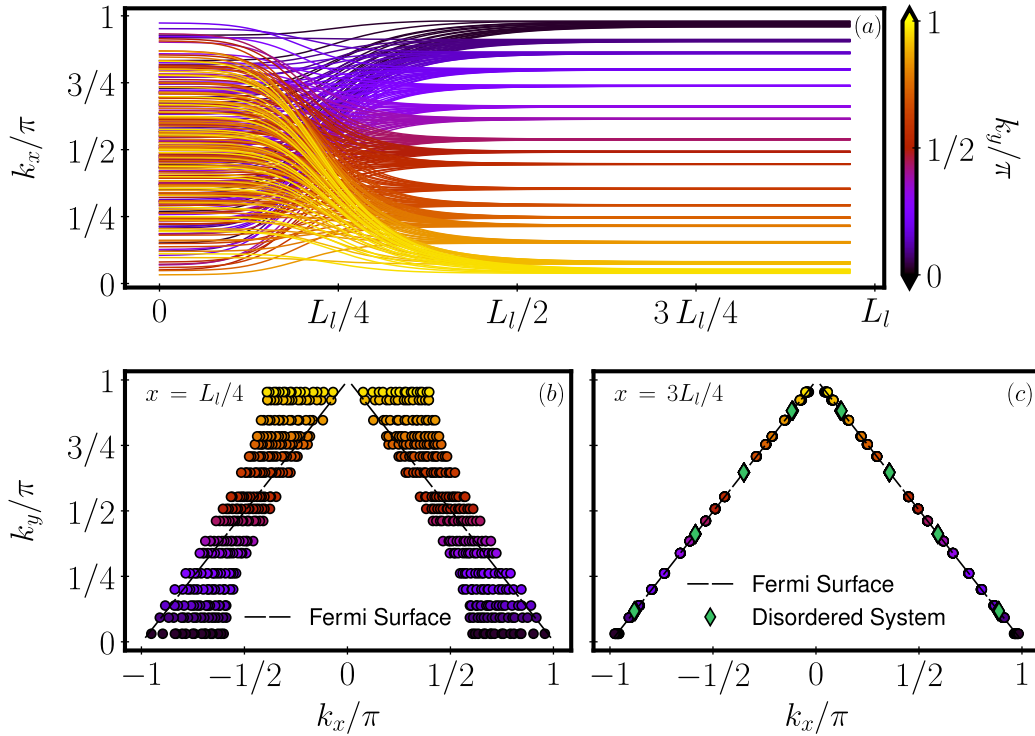 (a)
k_x/π
1
3/4
1/2
1/4
0
0
L_l/4
L_l/2
3 L_l/4
L_l
1
1/2
0
k_y/π
x = L_l/4
(b)
k_y/π
1
3/4
1/2
1/4
0
Fermi Surface
−1
−1/2
0
1/2
1
k_x/π
x = 3L_l/4
(c)
Fermi Surface
Disordered System
−1
−1/2
0
1/2
1
k_x/π